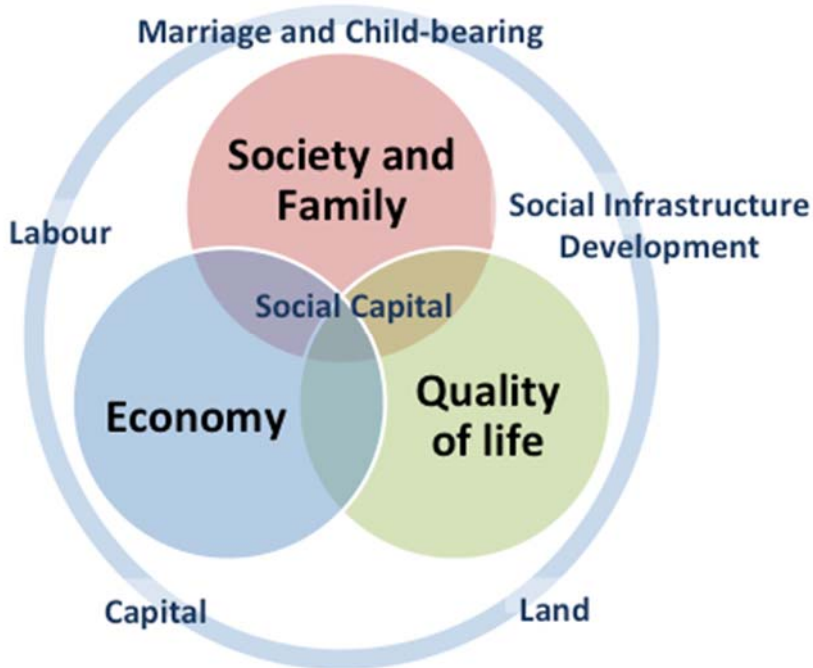 Marriage and Child-bearing
Society and
Family
Labour
Social Infrastructure
Development
Social Capital
Economy
Quality
of life
Capital
Land